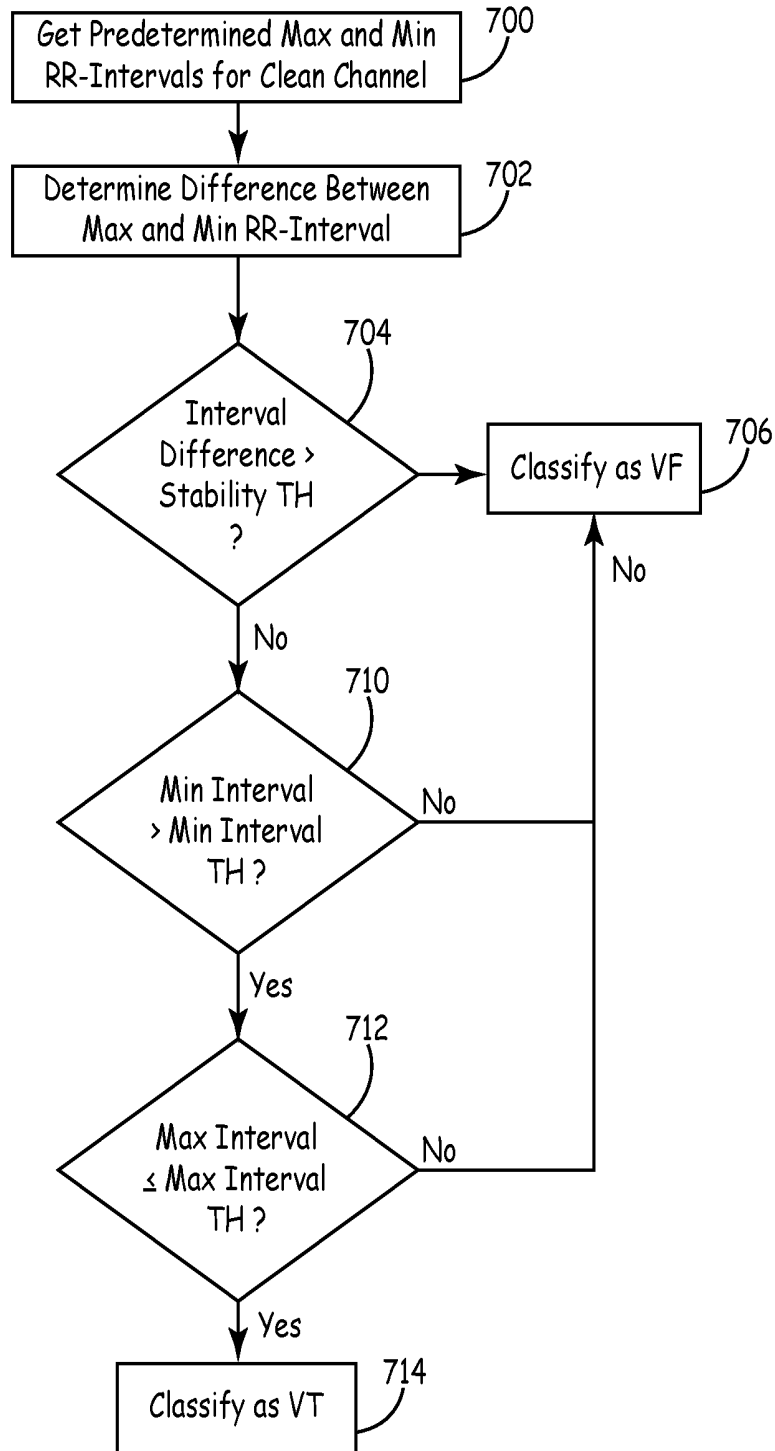 Get Predetermined Max and Min
RR-Intervals for Clean Channel
700
Determine Difference Between
Max and Min RR-Interval
702
704
Interval
Difference >
Stability TH
?
Classify as VF
706
No
No
710
Min Interval
> Min Interval
TH ?
No
Yes
712
Max Interval
≤ Max Interval
TH ?
No
Yes
Classify as VT
714